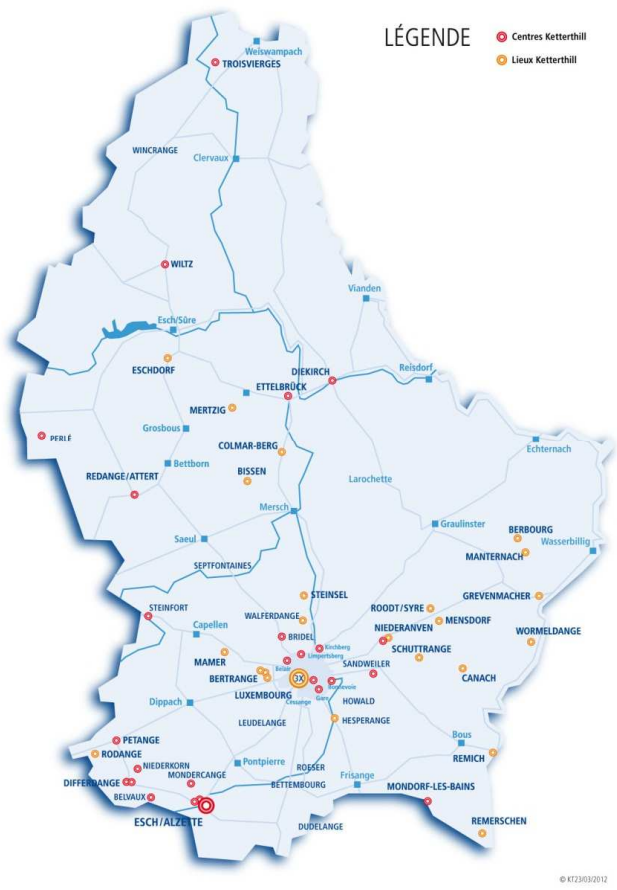 LÉGENDE
Centres Ketterthill
Lieux Ketterthill
Weiswampach
TROISVIERGES
WINCRANGE
Clervaux
WILTZ
Vianden
Esch/Sûre
ESCHDORF
DIEKIRCH
Reisdorf
ETTELBRÜCK
MERTZIG
Grosbous
PERLÉ
COLMAR-BERG
Echternach
Bettborn
BISSEN
REDANGE/ATTERT
Larochette
Mersch
Graulinster
BERBOURG
Saeul
Wasserbillig
MANTERNACH
SEPTFONTAINES
STEINSEL
GREVENMACHER
STEINFORT
ROODT/SYRE
WALFERDANGE
MENSDORF
Capellen
NIEDERANVEN
WORMELDANGE
BRIDEL
Kirchberg
SCHUTTRANGE
Limpertsberg
MAMER
Belair
SANDWEILER
BERTRANGE
3X
CANACH
Bonnevoie
LUXEMBOURG
Gare
Cessange
HOWALD
Dippach
LEUDELANGE
HESPERANGE
PETANGE
Bous
RODANGE
REMICH
NIEDERKORN
Pontpierre
ROESER
MONDERCANGE
Frisange
DIFFERDANGE
BETTEMBOURG
MONDORF-LES-BAINS
BELVAUX
ESCH/ALZETTE
DUDELANGE
REMERSCHEN
© KT23/03/2012